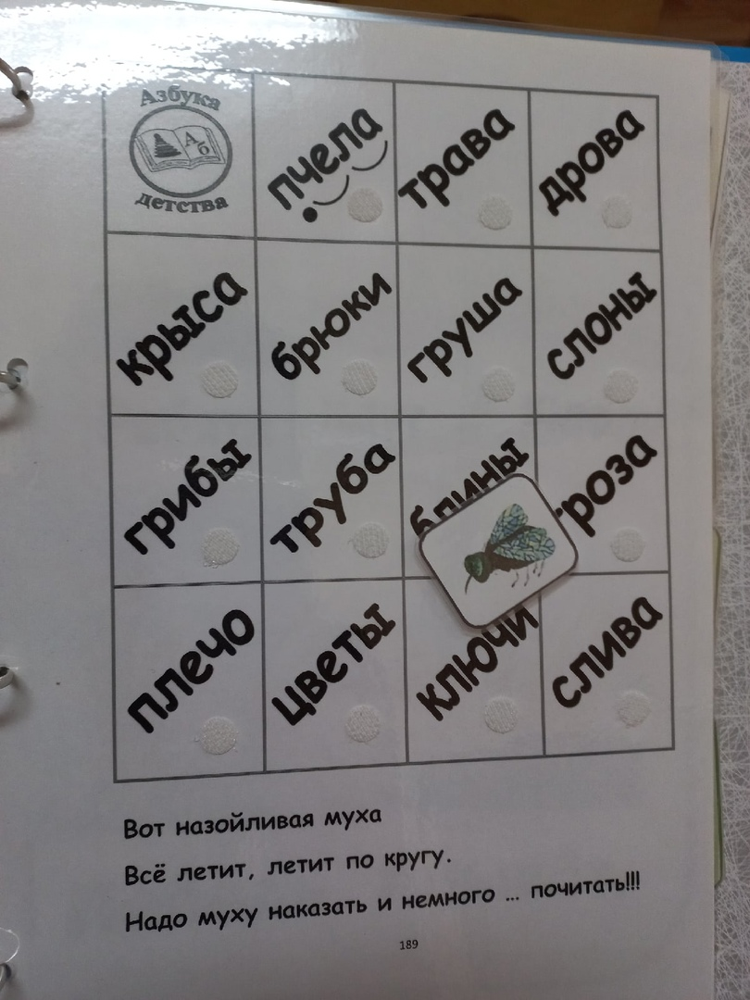 Азбука
А
б
детства
пчела трава дрова
крыса брюки груша слоны
грибы труба блины гроза
плечо цветы ключи слива
Вот назойливая муха
Всё летит, летит по кругу.
Надо муху наказать и немного ... почитать!!!
189